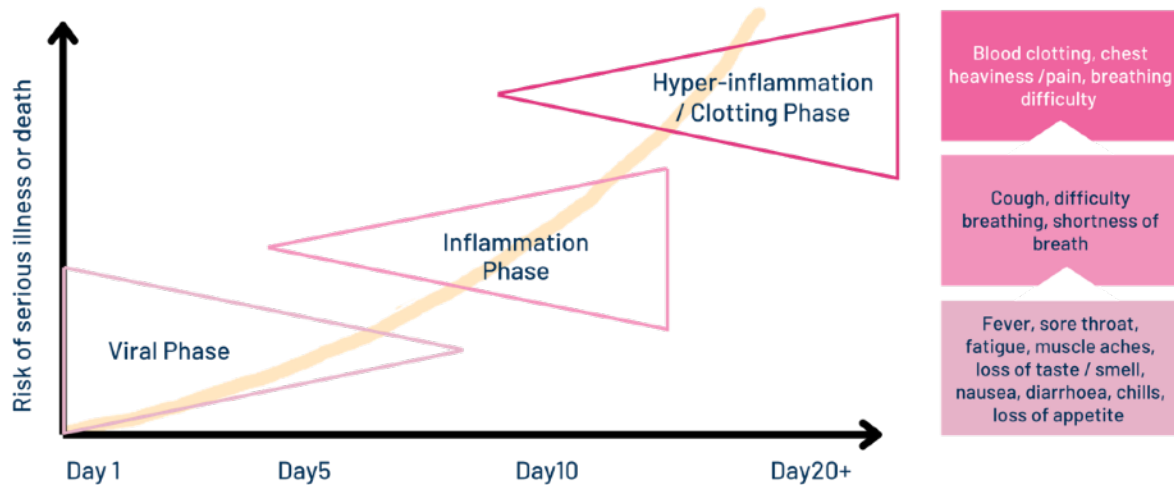 Risk of serious illness or death
Hyper-inflammation
/ Clotting Phase
Inflammation
Phase
Viral Phase
Day 1
Day5
Day10
Day20+
Blood clotting, chest
heaviness /pain, breathing
difficulty
Cough, difficulty
breathing, shortness of
breath
Fever, sore throat,
fatigue, muscle aches,
loss of taste / smell,
nausea, diarrhoea, chills,
loss of appetite